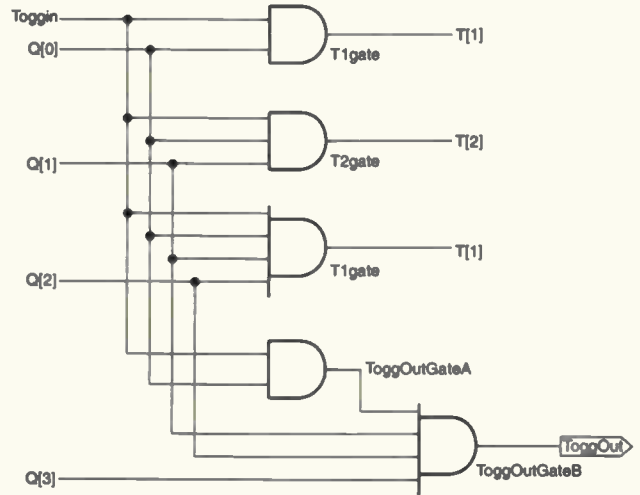 Toggin
Q[0]
T[1]
T1gate
Q[1]
T[2]
T2gate
Q[2]
T[1]
T1gate
ToggOutGateA
ToggOut
ToggOutGateB
Q[3]